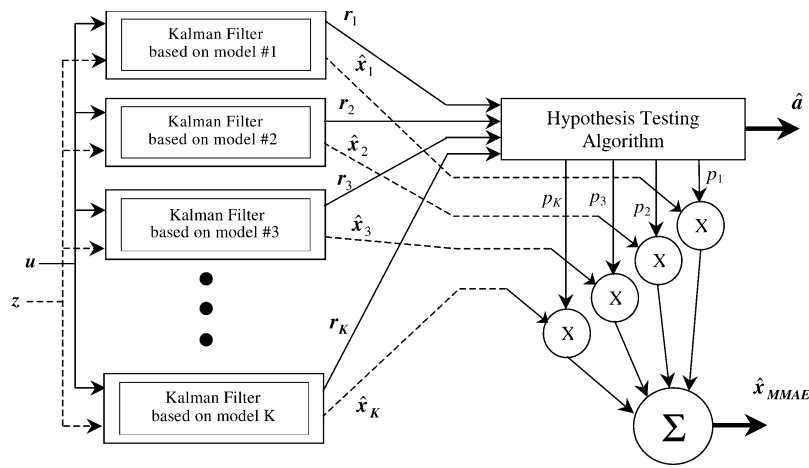 Kalman Filter
based on model #1
r1
x̂1
Kalman Filter
based on model #2
r2
x̂2
Kalman Filter
based on model #3
r3
x̂3
u
z
Kalman Filter
based on model K
rK
x̂K
Hypothesis Testing
Algorithm
â
pK
p3
p2
p1
X
X
X
X
Σ
x̂MMAE